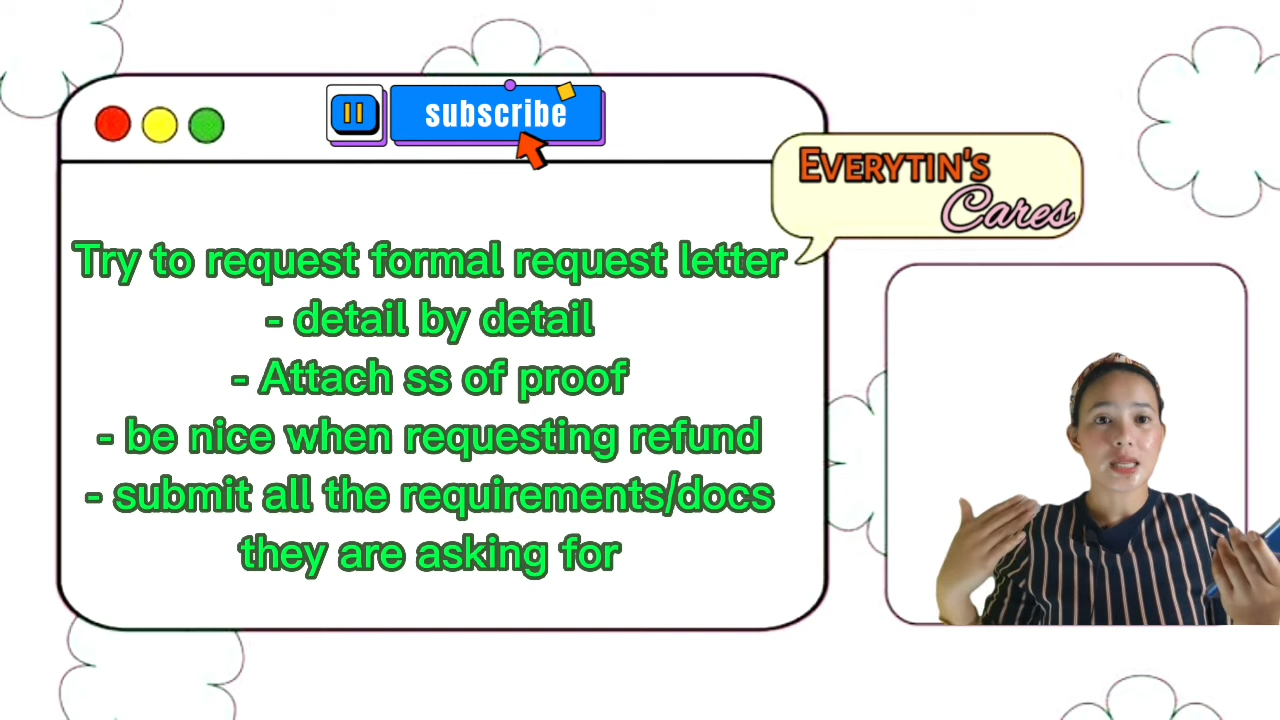 subscribe
EVERYTIN'S
Cares
Try to request formal request letter
- detail by detail
- Attach ss of proof
- be nice when requesting refund
- submit all the requirements/docs
they are asking for